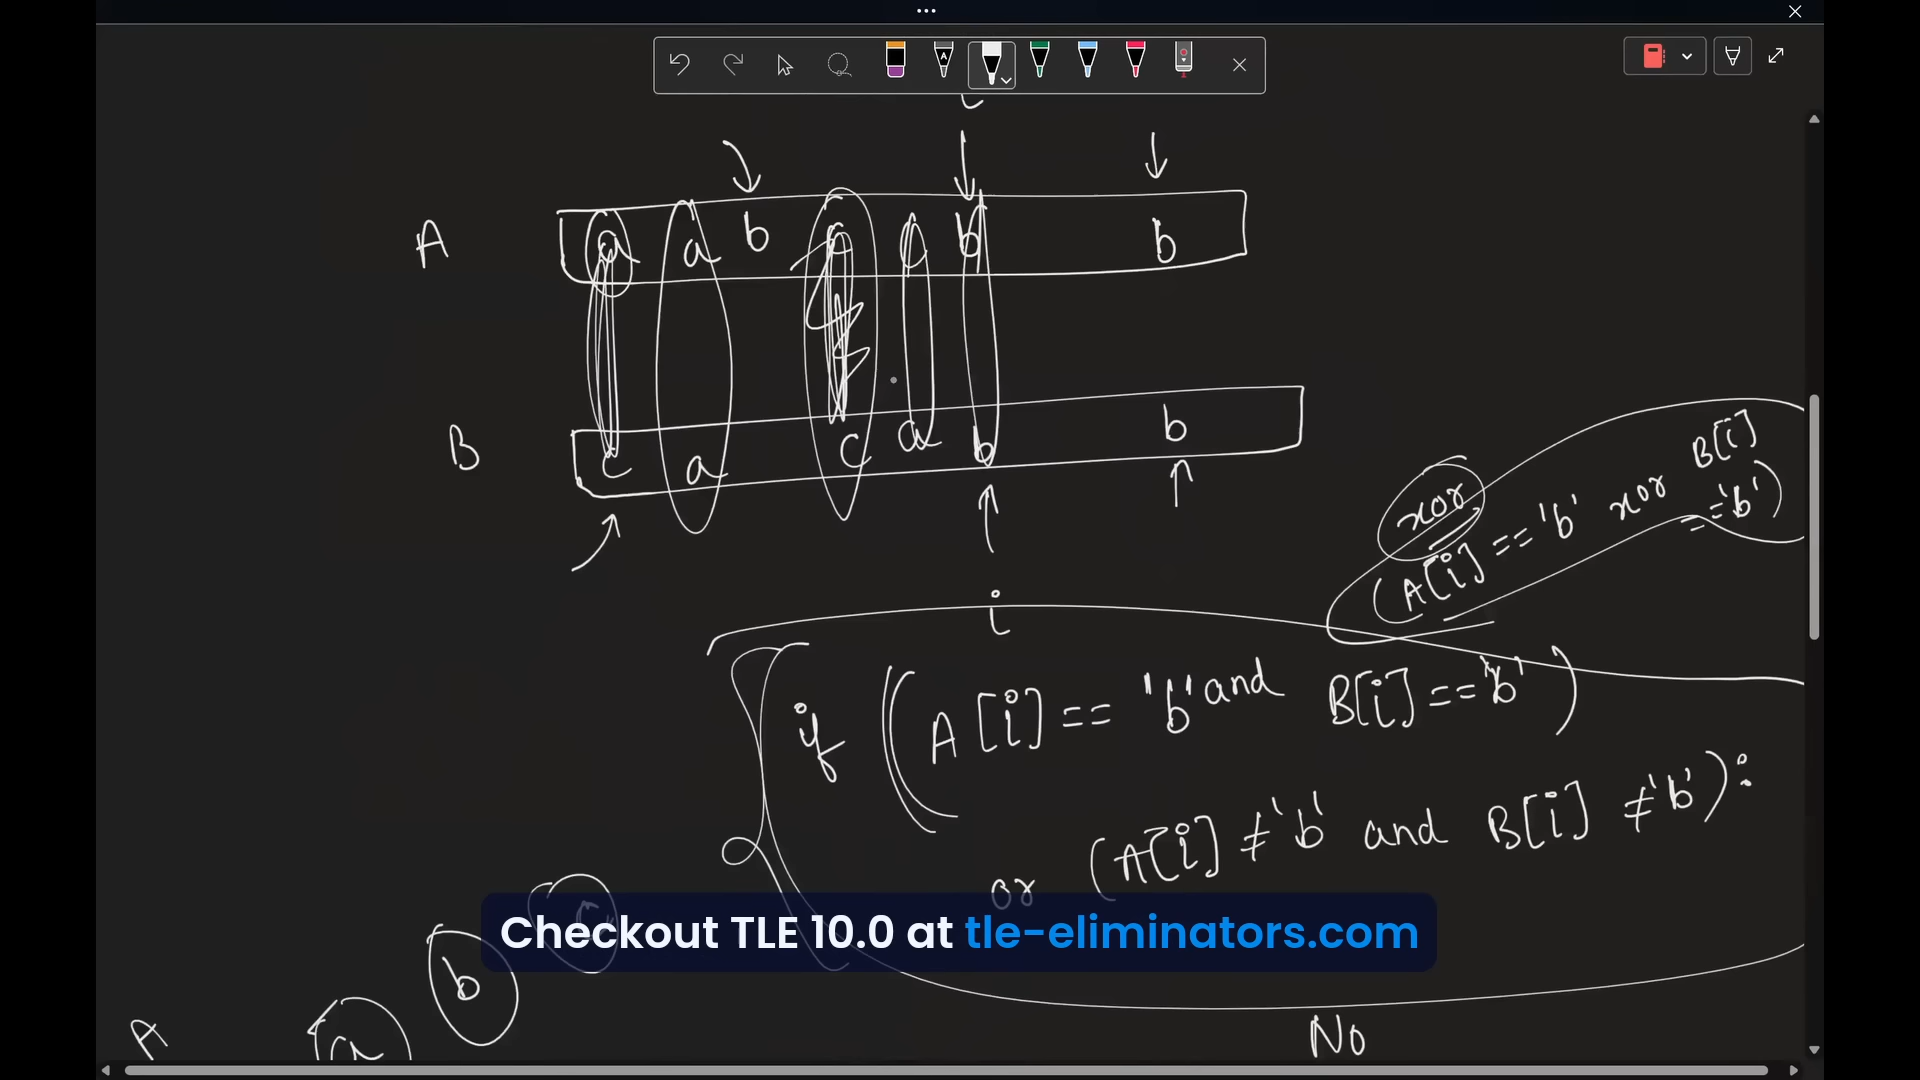 A a a b c a b b
B c a c a b b
i
xor
(A[i] == 'b' xor B[i] == 'b')
if ((A[i] == 'b' and B[i] == 'b')
or (A[i] ≠ 'b' and B[i] ≠ 'b'):
Checkout TLE 10.0 at tle-eliminators.com
b
A a
No